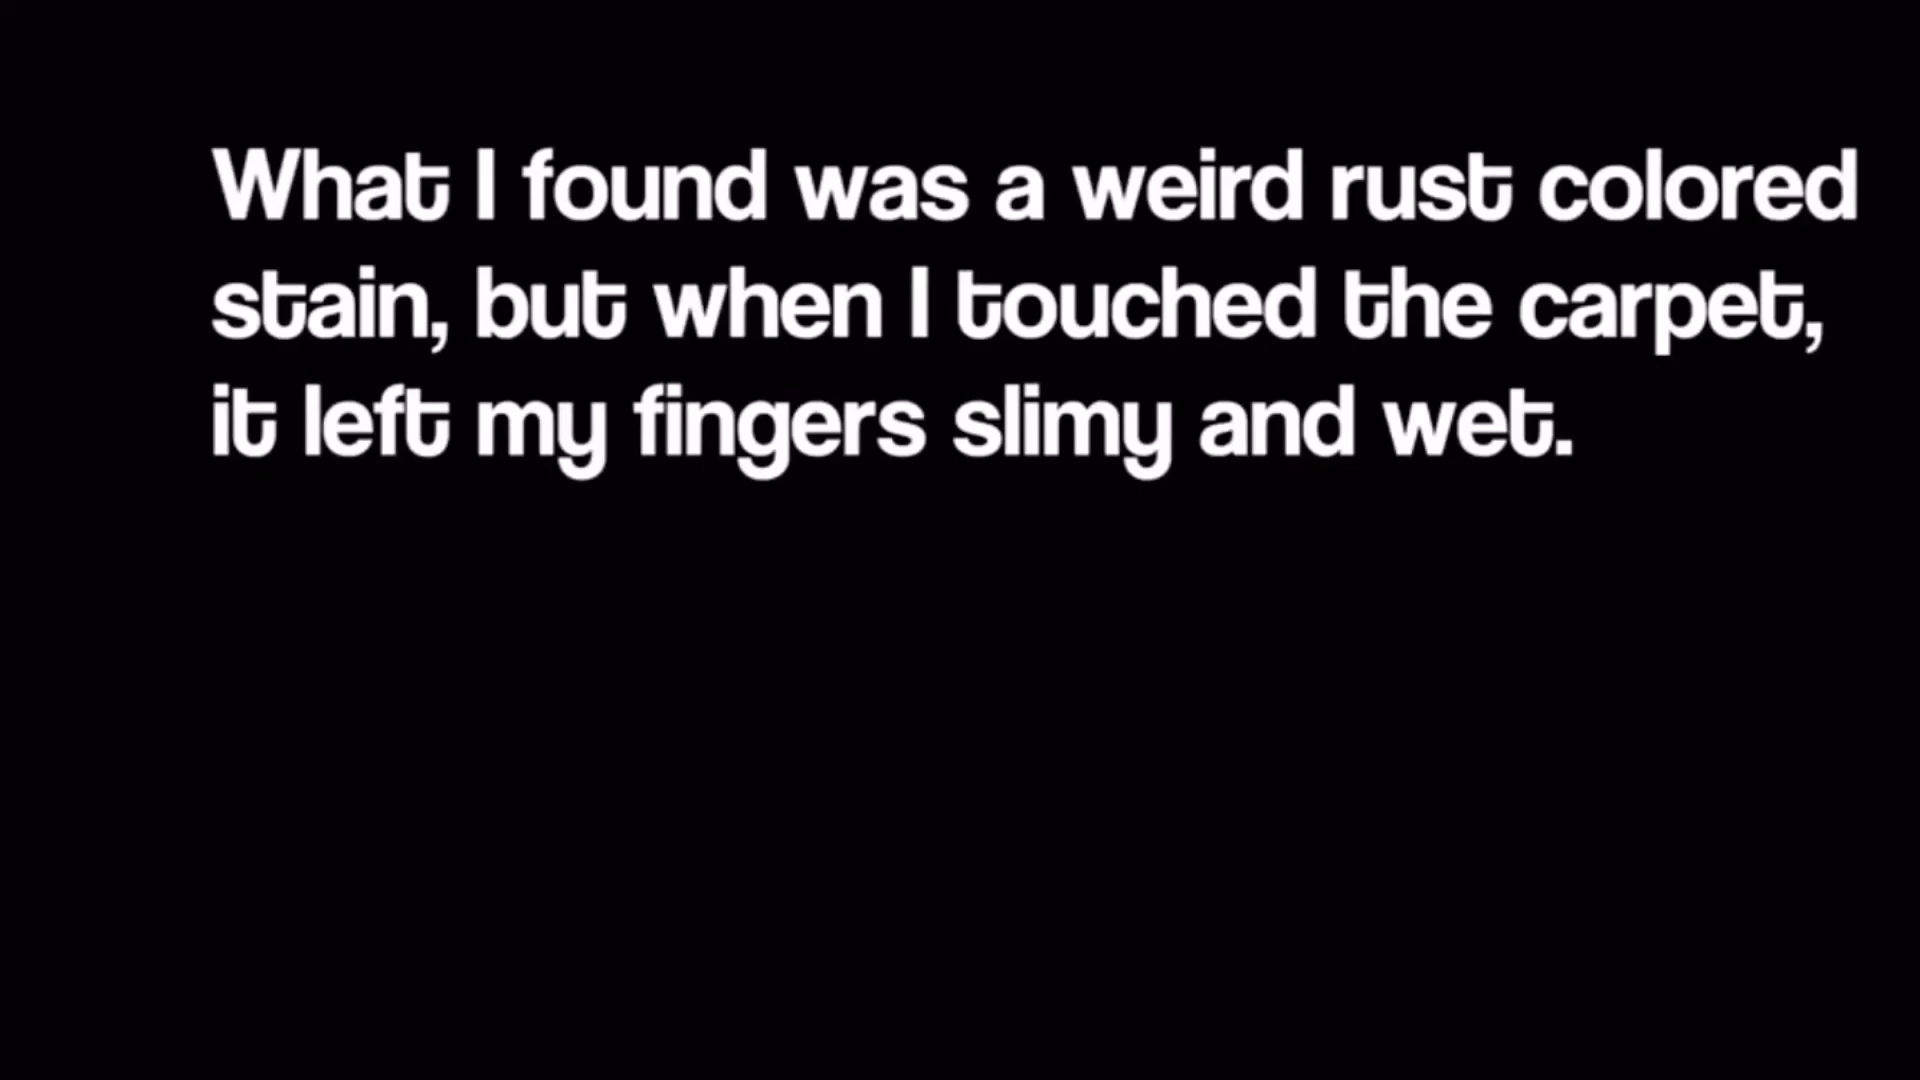 What I found was a weird rust colored
stain, but when I touched the carpet,
it left my fingers slimy and wet.